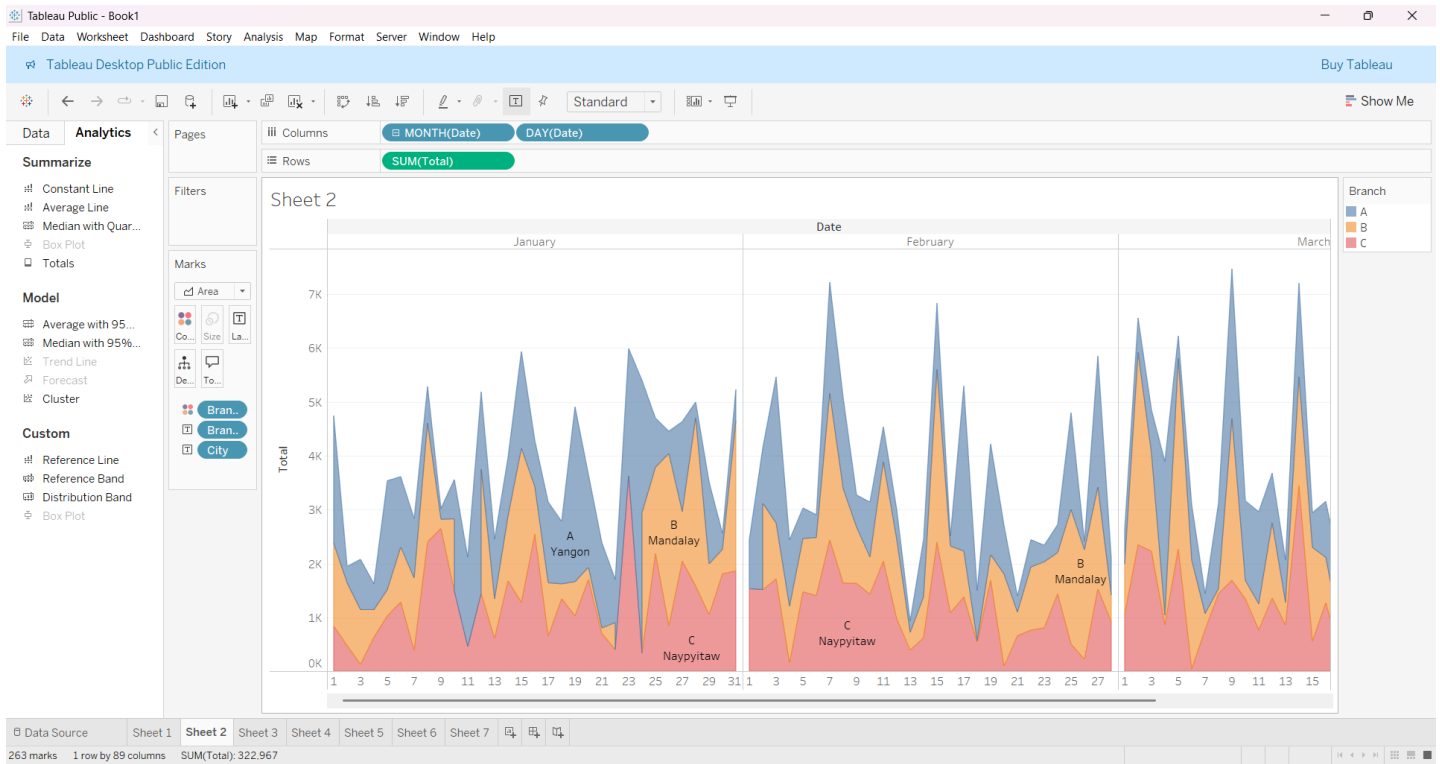 Tableau Public - Book1
File Data Worksheet Dashboard Story Analysis Map Format Server Window Help
Tableau Desktop Public Edition
Buy Tableau
Standard
Show Me
Data
Analytics
Summarize
Constant Line
Average Line
Median with Quar...
Box Plot
Totals
Model
Average with 95...
Median with 95%...
Trend Line
Forecast
Cluster
Custom
Reference Line
Reference Band
Distribution Band
Box Plot
Pages
Filters
Marks
Area
Co... Size La...
De... To...
Bran..
Bran..
City
Columns
MONTH(Date)
DAY(Date)
Rows
SUM(Total)
Sheet 2
Date
January
February
March
Total
7K
6K
5K
4K
3K
2K
1K
0K
A
Yangon
B
Mandalay
C
Naypyitaw
C
Naypyitaw
B
Mandalay
1 3 5 7 9 11 13 15 17 19 21 23 25 27 29 31 1 3 5 7 9 11 13 15 17 19 21 23 25 27 1 3 5 7 9 11 13 15
Branch
A
B
C
Data Source
Sheet 1
Sheet 2
Sheet 3
Sheet 4
Sheet 5
Sheet 6
Sheet 7
263 marks 1 row by 89 columns SUM(Total): 322,967